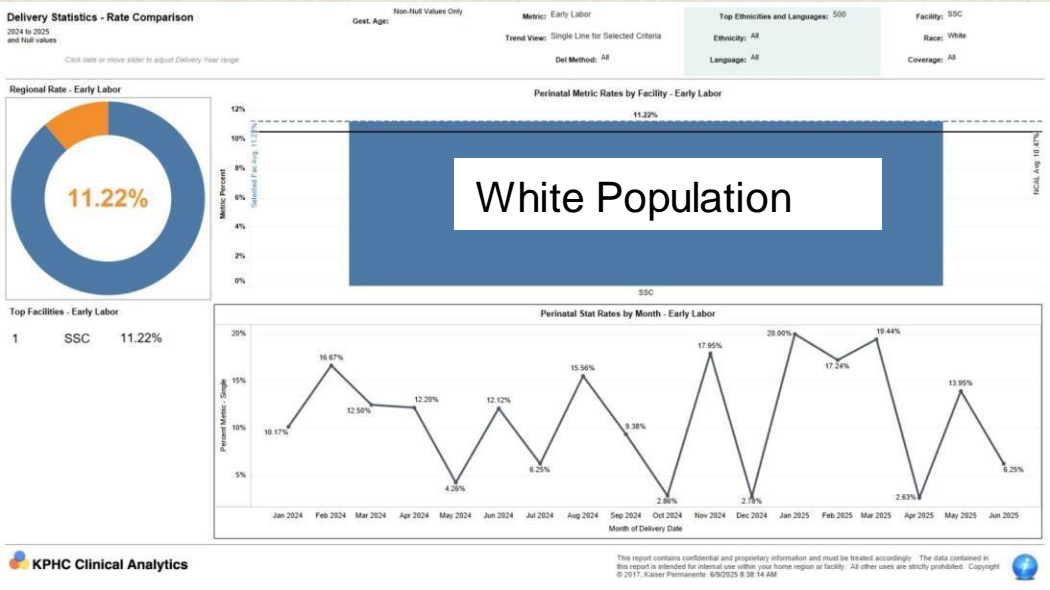 Delivery Statistics - Rate Comparison
2024 to 2025
and Null values
Click date or move slider to adjust Delivery Year range
Gest. Age: Non-Null Values Only
Metric: Early Labor
Trend View: Single Line for Selected Criteria
Del Method: All
Top Ethnicities and Languages: 500
Ethnicity: All
Language: All
Facility: SSC
Race: White
Coverage: All
Regional Rate - Early Labor
11.22%
Top Facilities - Early Labor
1 SSC 11.22%
Perinatal Metric Rates by Facility - Early Labor
Metric Percent
12%
10%
8%
6%
4%
2%
0%
Selected Fac Avg: 11.22%
11.22%
White Population
NCAL Avg: 10.47%
SSC
Perinatal Stat Rates by Month - Early Labor
Percent Metric - Single
20%
15%
10%
5%
10.17%
16.67%
12.50%
12.20%
4.26%
12.12%
6.25%
15.56%
9.38%
2.86%
17.95%
2.78%
20.00%
17.24%
19.44%
2.63%
13.95%
6.25%
Jan 2024 Feb 2024 Mar 2024 Apr 2024 May 2024 Jun 2024 Jul 2024 Aug 2024 Sep 2024 Oct 2024 Nov 2024 Dec 2024 Jan 2025 Feb 2025 Mar 2025 Apr 2025 May 2025 Jun 2025
Month of Delivery Date
KPHC Clinical Analytics
This report contains confidential and proprietary information and must be treated accordingly. The data contained in
this report is intended for internal use within your home region or facility. All other uses are strictly prohibited. Copyright
© 2017, Kaiser Permanente. 6/9/2025 8:38:14 AM